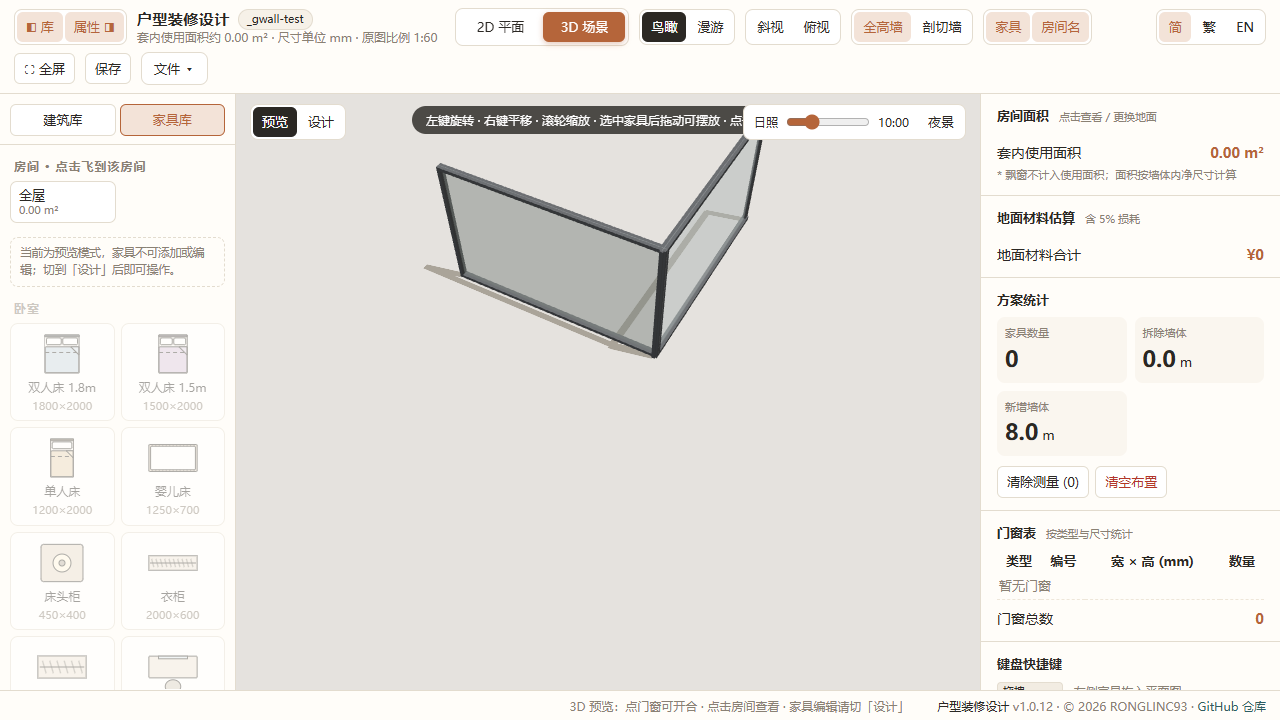 ◧ 库
属性 ◨
户型装修设计
_gwall-test
套内使用面积约 0.00 m² · 尺寸单位 mm · 原图比例 1:60
2D 平面
3D 场景
鸟瞰
漫游
斜视
俯视
全高墙
剖切墙
家具
房间名
简
繁
EN
全屏
保存
文件
建筑库
家具库
房间 · 点击飞到该房间
全屋
0.00 m²
当前为预览模式，家具不可添加或编
辑；切到「设计」后即可操作。
卧室
双人床 1.8m
1800×2000
双人床 1.5m
1500×2000
单人床
1200×2000
婴儿床
1250×700
床头柜
450×400
衣柜
2000×600
预览
设计
左键旋转 · 右键平移 · 滚轮缩放 · 选中家具后拖动可摆放 · 点
日照
10:00
夜景
房间面积
点击查看 / 更换地面
套内使用面积
0.00 m²
* 飘窗不计入使用面积；面积按墙体内净尺寸计算
地面材料估算
含 5% 损耗
地面材料合计
¥0
方案统计
家具数量
0
拆除墙体
0.0 m
新增墙体
8.0 m
清除测量 (0)
清空布置
门窗表
按类型与尺寸统计
类型
编号
宽 × 高 (mm)
数量
暂无门窗
门窗总数
0
键盘快捷键
3D 预览：点门窗可开合 · 点击房间查看 · 家具编辑请切「设计」
户型装修设计 v1.0.12 · © 2026 RONGLINC93 · GitHub 仓库